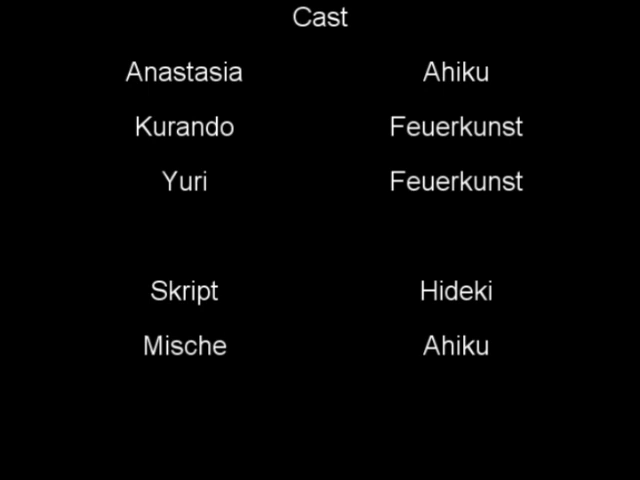 Cast
Anastasia Ahiku
Kurando Feuerkunst
Yuri Feuerkunst
Skript Hideki
Mische Ahiku